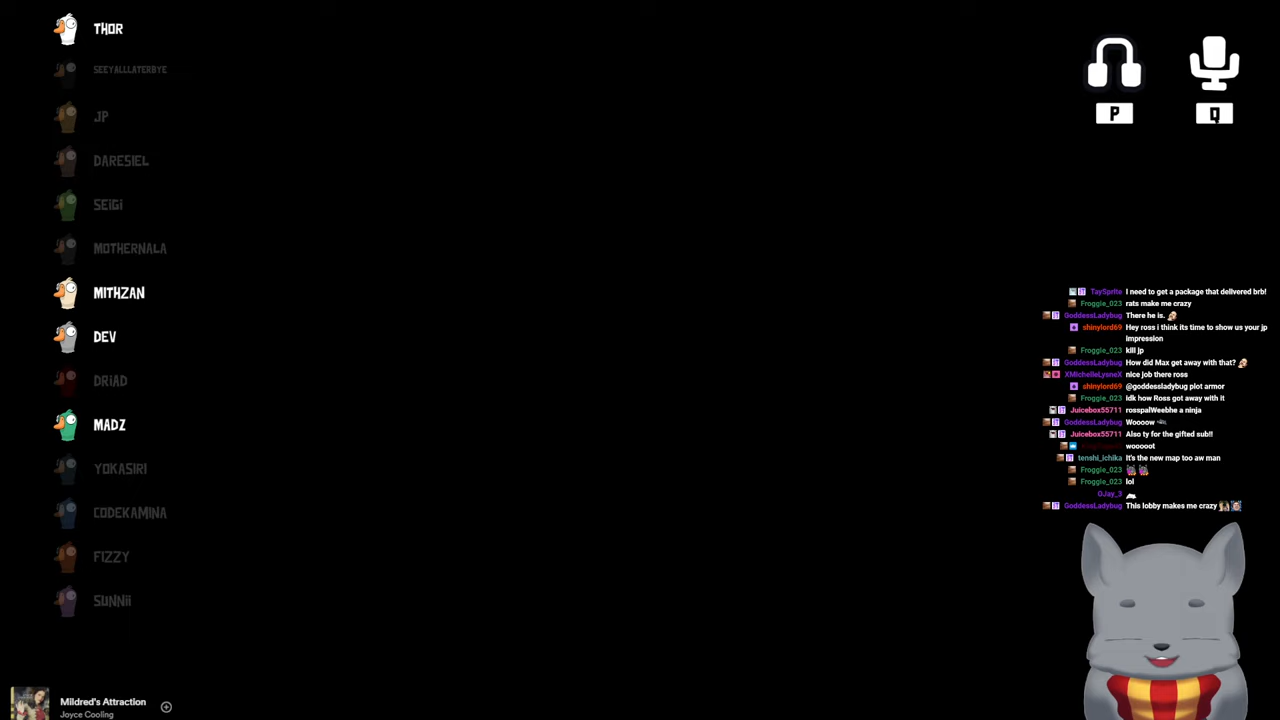 THOR
SEEYALLLATERBYE
JP
DARESIEL
SEIGI
MOTHERNALA
MITHZAN
DEV
DRIAD
MADZ
YOKASIRI
CODEKAMINA
FIZZY
SUNNII
P
Q
TaySprite I need to get a package that delivered brb!
Froggie_023 rats make me crazy
GoddessLadybug There he is.
shinylord69 Hey ross i think its time to show us your jp
impression
Froggie_023 kill jp
GoddessLadybug How did Max get away with that?
XMichelleLysneX nice job there ross
shinylord69 @goddessladybug plot armor
Froggie_023 Idk how Ross got away with it
Juicebox55711 rosspalWeebhe a ninja
GoddessLadybug Woooow
Juicebox55711 Also ty for the gifted sub!!
wooooot
tenshi_ichika It's the new map too aw man
Froggie_023
Froggie_023 lol
OJay_3
GoddessLadybug This lobby makes me crazy
Mildred's Attraction
Joyce Cooling